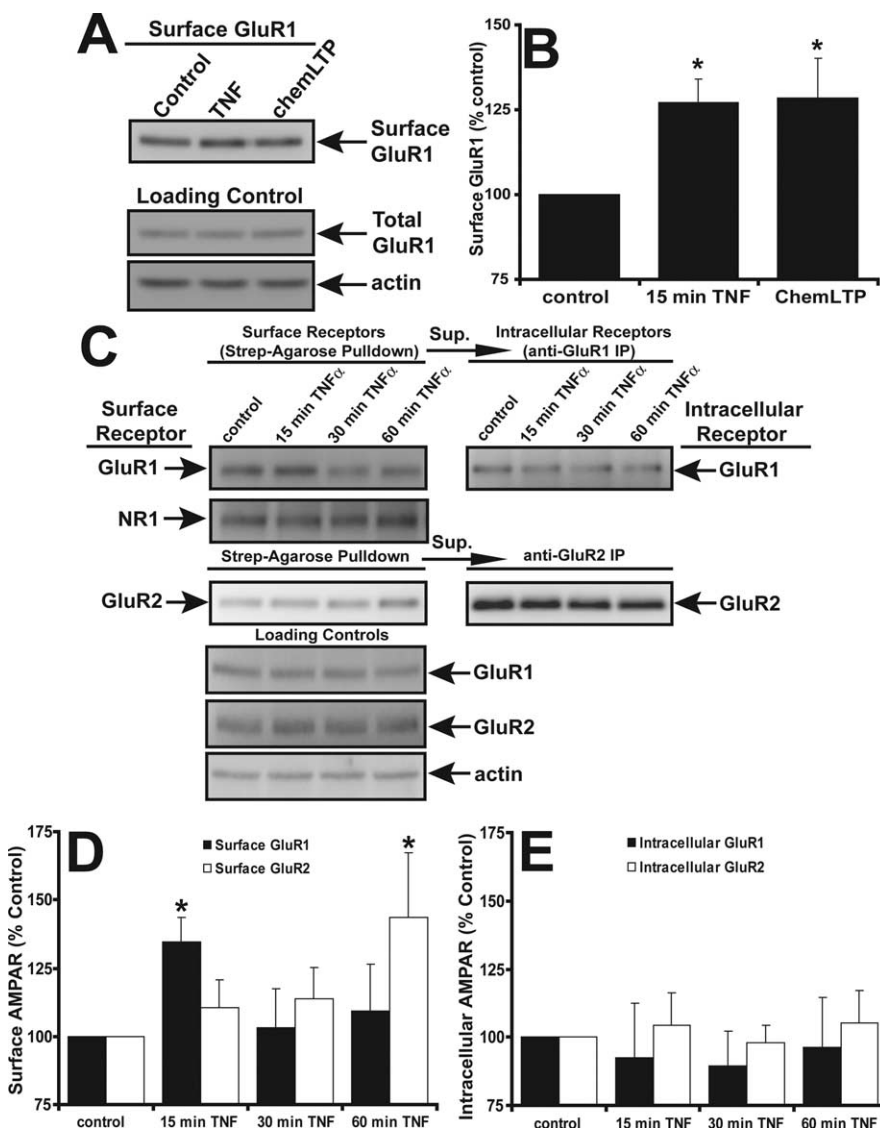 A
Surface GluR1
Control
TNF
chemLTP
Surface
GluR1
Loading Control
Total
GluR1
actin
B
Surface GluR1 (% control)
150
125
100
75
*
*
control
15 min TNF
ChemLTP
C
Surface Receptors
(Strep-Agarose Pulldown)
Sup.
Intracellular Receptors
(anti-GluR1 IP)
Surface
Receptor
control
15 min TNFα
30 min TNFα
60 min TNFα
control
15 min TNFα
30 min TNFα
60 min TNFα
Intracellular
Receptor
GluR1
GluR1
NR1
Strep-Agarose Pulldown
Sup.
anti-GluR2 IP
GluR2
GluR2
Loading Controls
GluR1
GluR2
actin
D
Surface AMPAR (% Control)
175
150
125
100
75
Surface GluR1
Surface GluR2
*
*
control
15 min TNF
30 min TNF
60 min TNF
E
Intracellular AMPAR (% Control)
175
150
125
100
75
Intracellular GluR1
Intracellular GluR2
control
15 min TNF
30 min TNF
60 min TNF